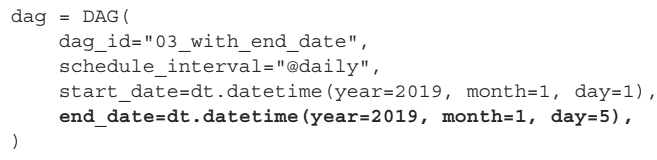 dag = DAG(
    dag_id="03_with_end_date",
    schedule_interval="@daily",
    start_date=dt.datetime(year=2019, month=1, day=1),
    end_date=dt.datetime(year=2019, month=1, day=5),
)